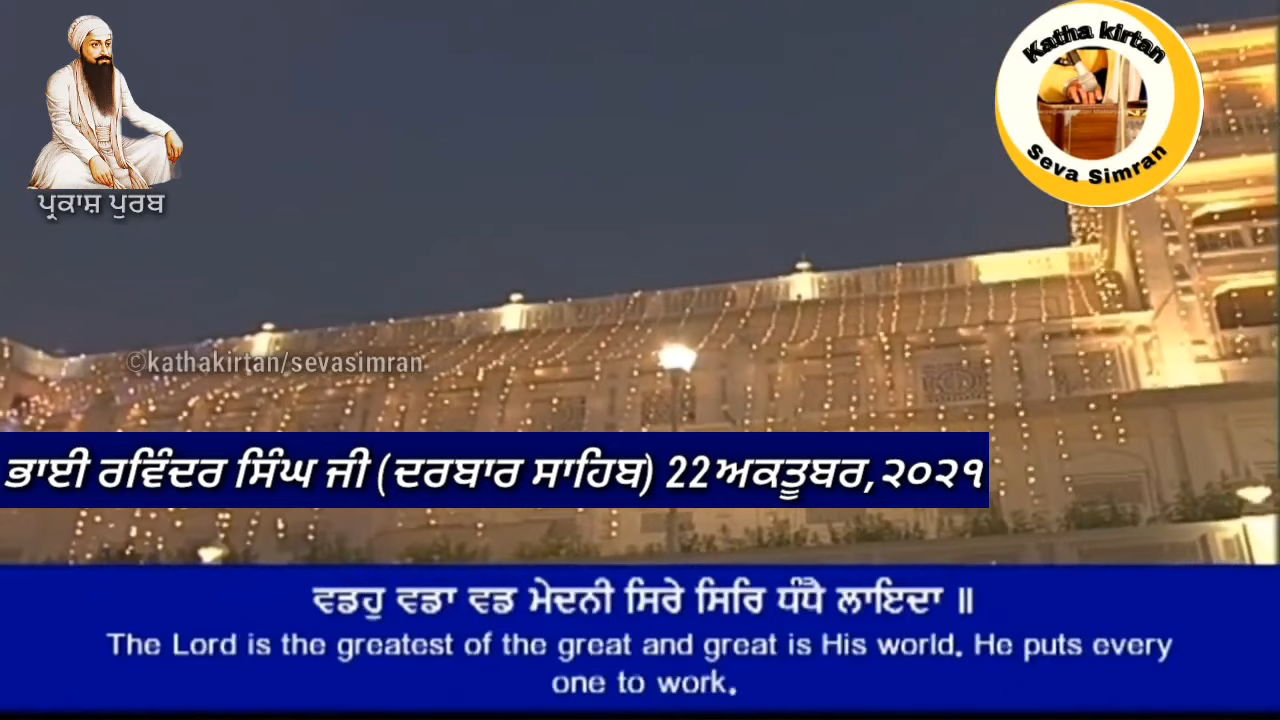 Katha kirtan
Seva Simran
ਪ੍ਰਕਾਸ਼ ਪੁਰਬ
©kathakirtan/sevasimran
ਭਾਈ ਰਵਿੰਦਰ ਸਿੰਘ ਜੀ (ਦਰਬਾਰ ਸਾਹਿਬ) 22ਅਕਤੂਬਰ,੨੦੨੧
ਵਡਹੁ ਵਡਾ ਵਡ ਮੇਦਨੀ ਸਿਰੇ ਸਿਰਿ ਧੰਧੈ ਲਾਇਦਾ ॥
The Lord is the greatest of the great and great is His world. He puts every
one to work.